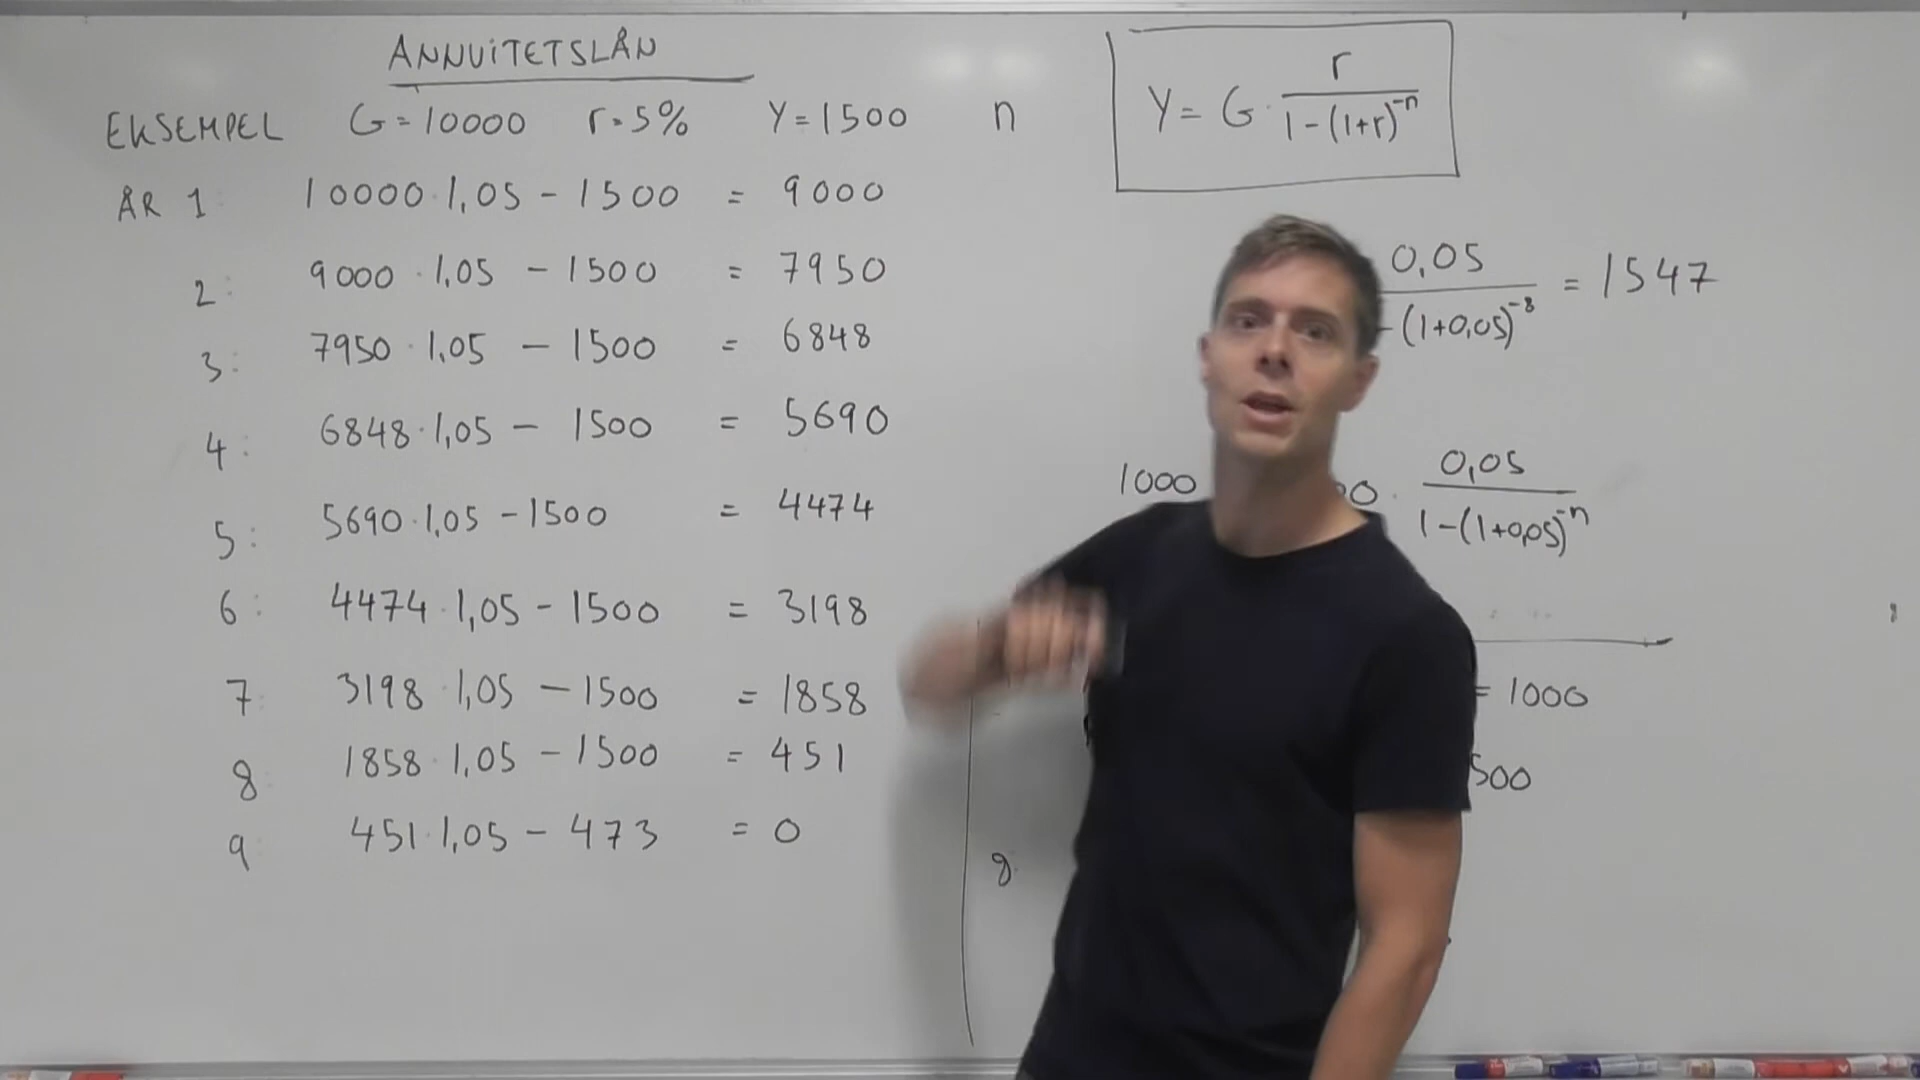 ANNUITETSLÅN
EKSEMPEL G=10000 r=5% Y=1500 n
ÅR 1: 10000·1,05 - 1500 = 9000
2: 9000·1,05 - 1500 = 7950
3: 7950·1,05 - 1500 = 6848
4: 6848·1,05 - 1500 = 5690
5: 5690·1,05 - 1500 = 4474
6: 4474·1,05 - 1500 = 3198
7: 3198·1,05 - 1500 = 1858
8: 1858·1,05 - 1500 = 451
9: 451·1,05 - 473 = 0
Y = G · r
1-(1+r)^-n
0,05
-(1+0,05)^-8 = 1547
1000 00 · 0,05
1-(1+0,05)^-n
= 1000
500
8: